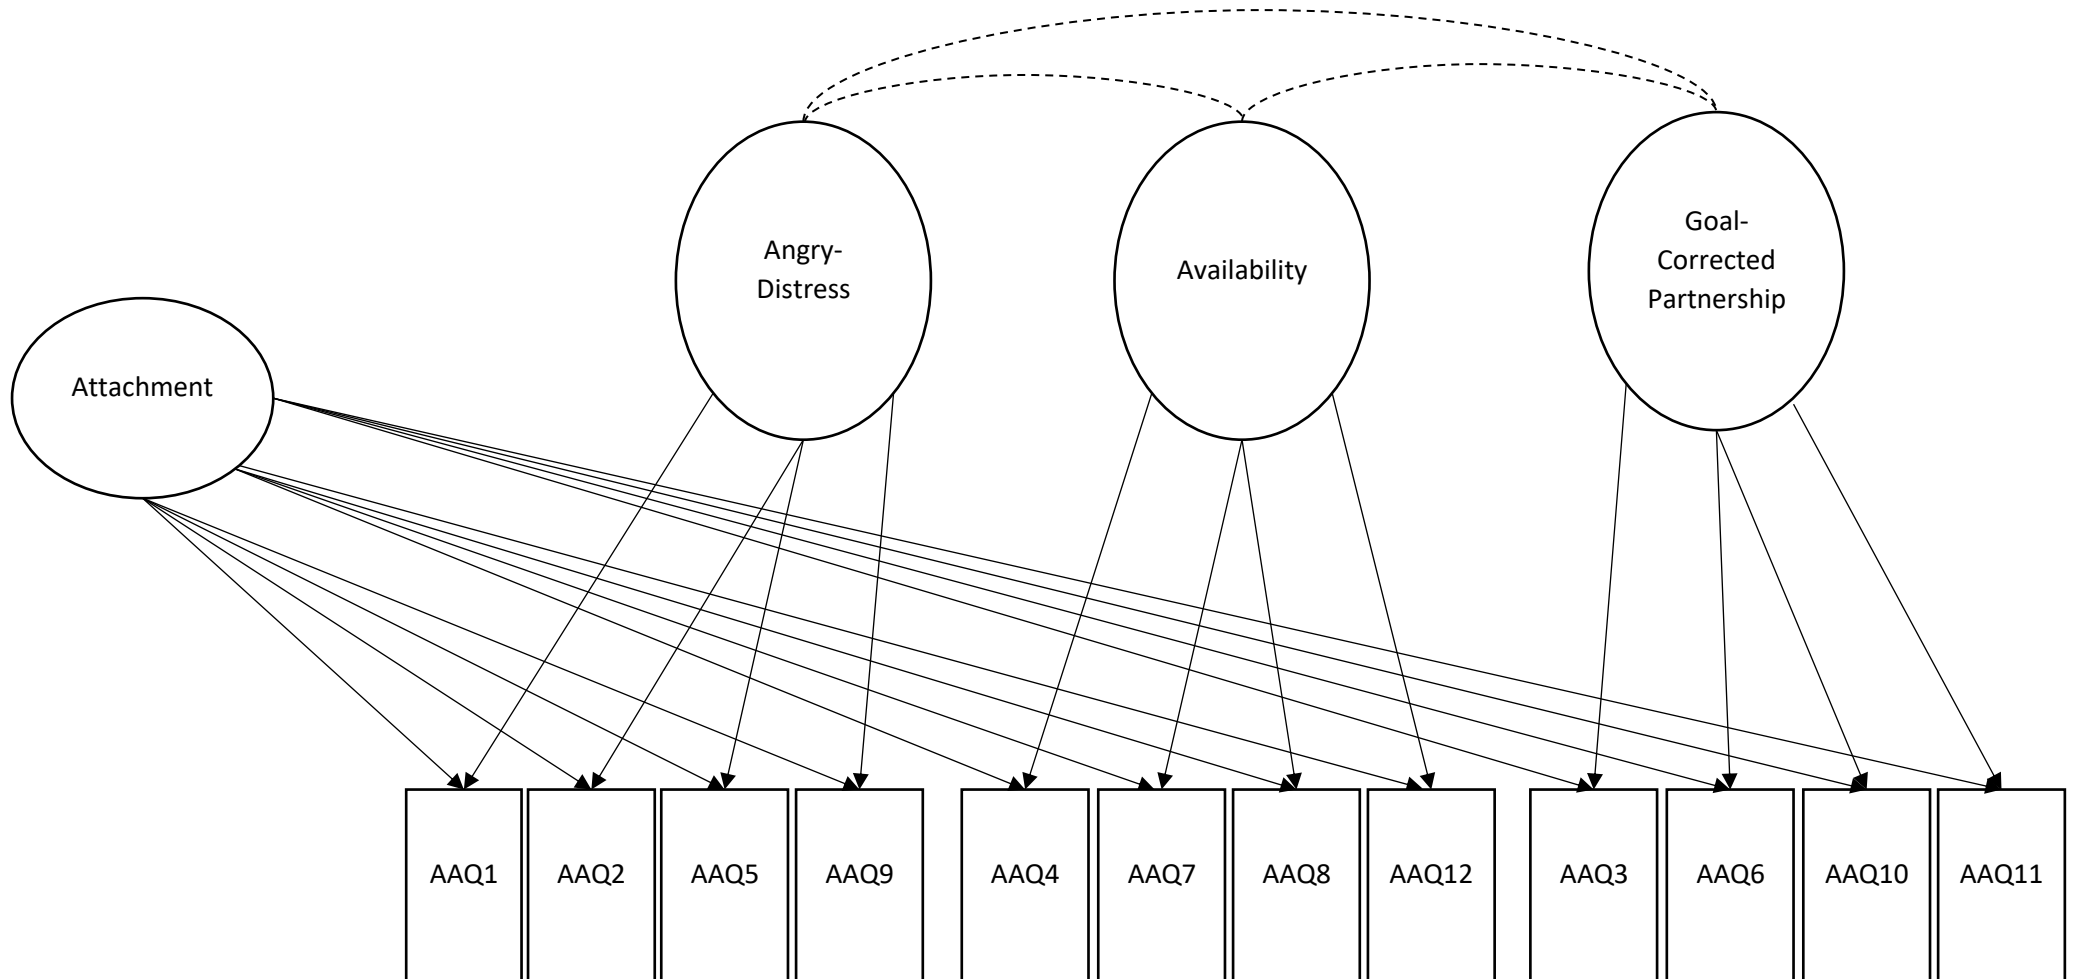 Angry-
Distress
Availability
Goal-
Corrected
Partnership
Attachment
AAQ1
AAQ2
AAQ5
AAQ9
AAQ4
AAQ7
AAQ8
AAQ12
AAQ3
AAQ6
AAQ10
AAQ11